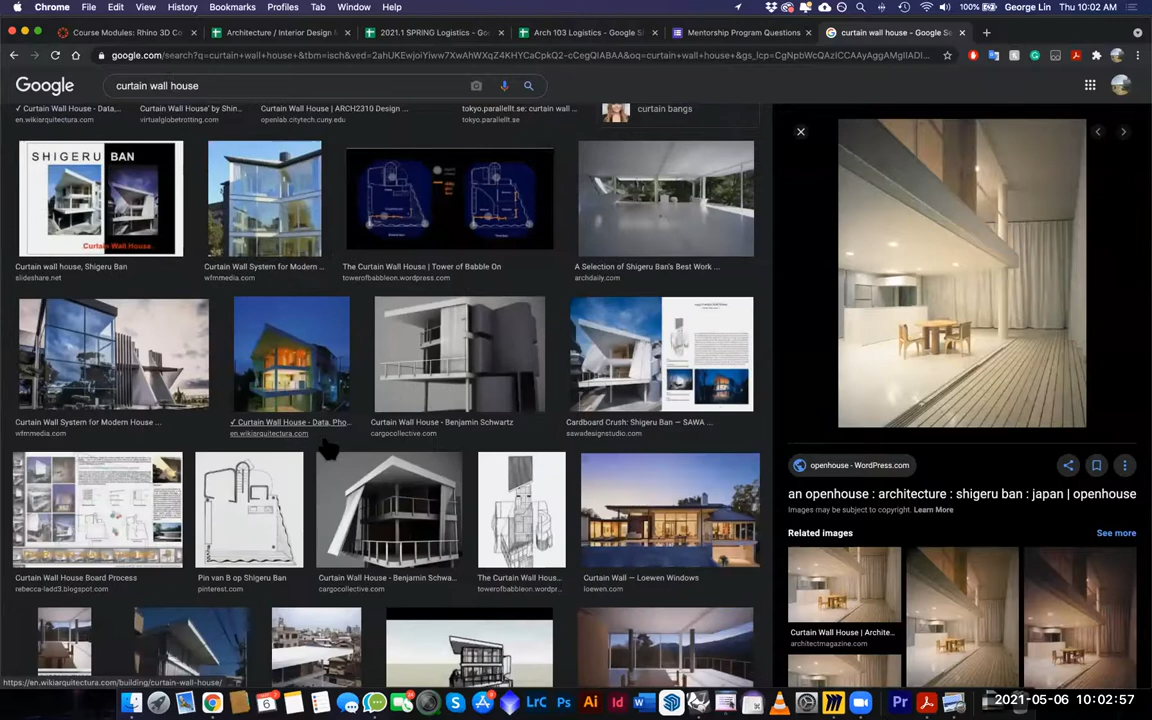 Chrome File Edit View History Bookmarks Profiles Tab Window Help 100% George Lin Thu 10:02 AM
Course Modules: Rhino 3D Co Architecture / Interior Design 2021.1 SPRING Logistics - Go Arch 103 Logistics - Google S Mentorship Program Questions curtain wall house - Google Se
Google
curtain wall house
✓ Curtain Wall House - Data,... Curtain Wall House' by Shin... Curtain Wall House | ARCH2310 Design ... tokyo.parallellt.se: curtain wall ... curtain bangs
en.wikiarquitectura.com virtualglobetrotting.com openlab.citytech.cuny.edu tokyo.parallellt.se
SHIGERU BAN
Curtain Wall House
Curtain wall house, Shigeru Ban
slideshare.net
Curtain Wall System for Modern ...
wfmmedia.com
The Curtain Wall House | Tower of Babble On
towerofbabbleon.wordpress.com
A Selection of Shigeru Ban's Best Work ...
archdaily.com
Curtain Wall System for Modern House ...
wfmmedia.com
✓ Curtain Wall House - Data, Pho...
en.wikiarquitectura.com
Curtain Wall House - Benjamin Schwartz
cargocollective.com
Cardboard Crush: Shigeru Ban — SAWA ...
sawadesignstudio.com
Curtain Wall House Board Process
rebecca-ladd3.blogspot.com
Pin van B op Shigeru Ban
pinterest.com
Curtain Wall House - Benjamin Schwa...
cargocollective.com
The Curtain Wall Hous...
towerofbabbleon.wordpr...
Curtain Wall — Loewen Windows
loewen.com
openhouse - WordPress.com
an openhouse : architecture : shigeru ban : japan | openhouse
Images may be subject to copyright. Learn More
Related images See more
Curtain Wall House | Archite...
architectmagazine.com
https://en.wikiarquitectura.com/building/curtain-wall-house/
LrC Ps Ai Id Pr
2021-05-06 10:02:57